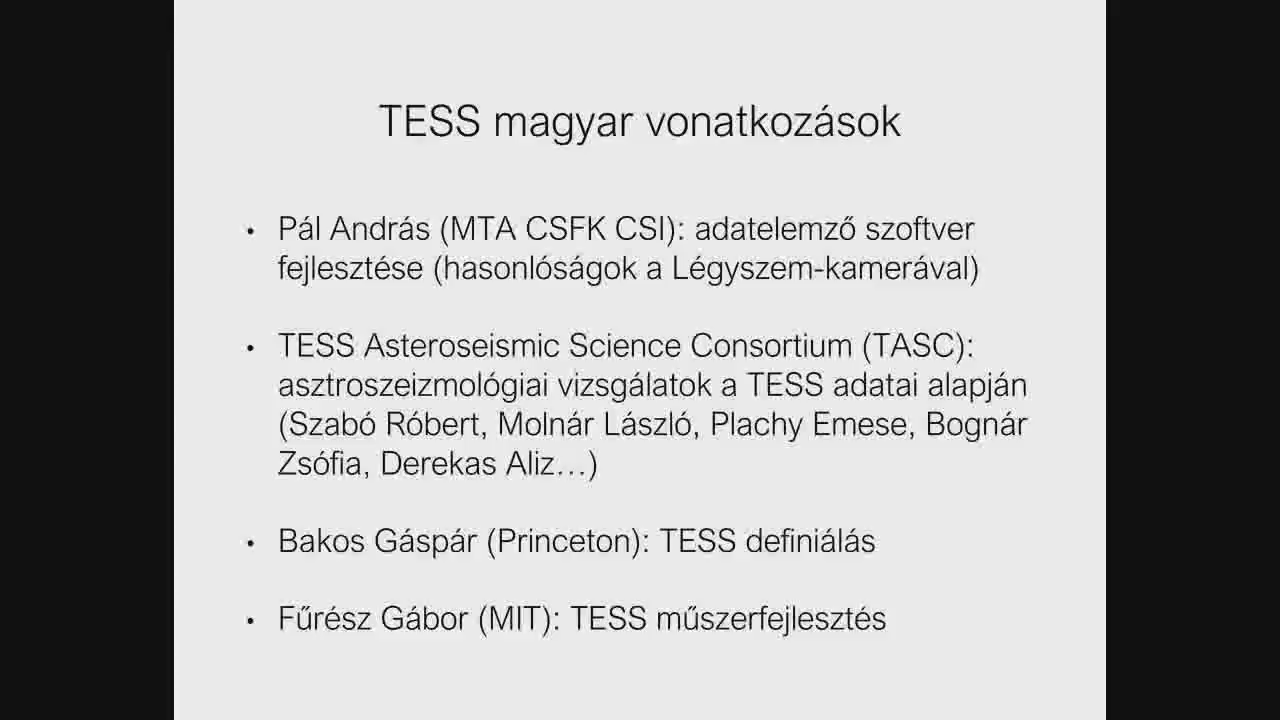 TESS magyar vonatkozások
• Pál András (MTA CSFK CSI): adatelemző szoftver
fejlesztése (hasonlóságok a Légyszem-kamerával)
• TESS Asteroseismic Science Consortium (TASC):
asztroszeizmológiai vizsgálatok a TESS adatai alapján
(Szabó Róbert, Molnár László, Plachy Emese, Bognár
Zsófia, Derekas Aliz…)
• Bakos Gáspár (Princeton): TESS definiálás
• Fűrész Gábor (MIT): TESS műszerfejlesztés